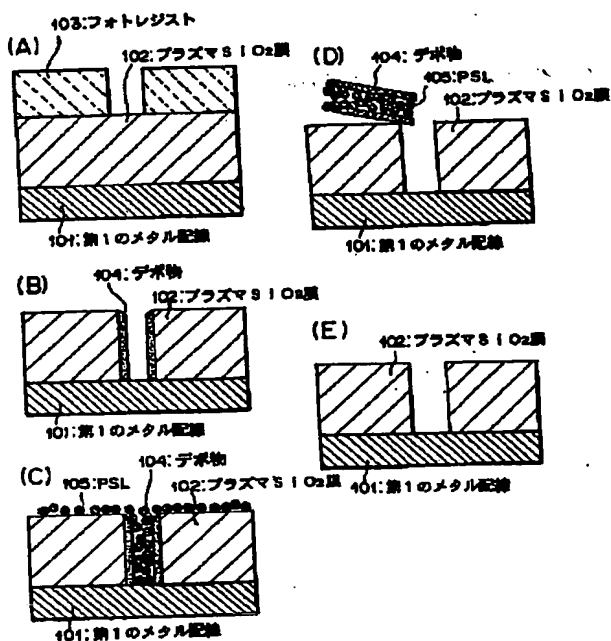 (A)
103:フォトレジスト
102:プラズマSiO₂膜
101:第1のメタル配線
(B)
104:デポ物
102:プラズマSiO₂膜
101:第1のメタル配線
(C)
105:PSL
104:デポ物
102:プラズマSiO₂膜
101:第1のメタル配線
(D)
104:デポ物
105:PSL
102:プラズマSiO₂膜
101:第1のメタル配線
(E)
102:プラズマSiO₂膜
101:第1のメタル配線